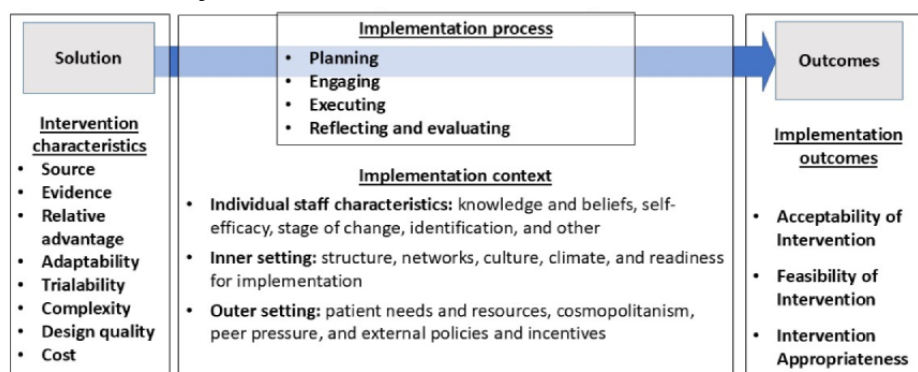 Solution
Intervention
characteristics
• Source
• Evidence
• Relative
advantage
• Adaptability
• Trialability
• Complexity
• Design quality
• Cost
Implementation process
• Planning
• Engaging
• Executing
• Reflecting and evaluating
Implementation context
• Individual staff characteristics: knowledge and beliefs, self-
efficacy, stage of change, identification, and other
• Inner setting: structure, networks, culture, climate, and readiness
for implementation
• Outer setting: patient needs and resources, cosmopolitanism,
peer pressure, and external policies and incentives
Outcomes
Implementation
outcomes
• Acceptability of
Intervention
• Feasibility of
Intervention
• Intervention
Appropriateness